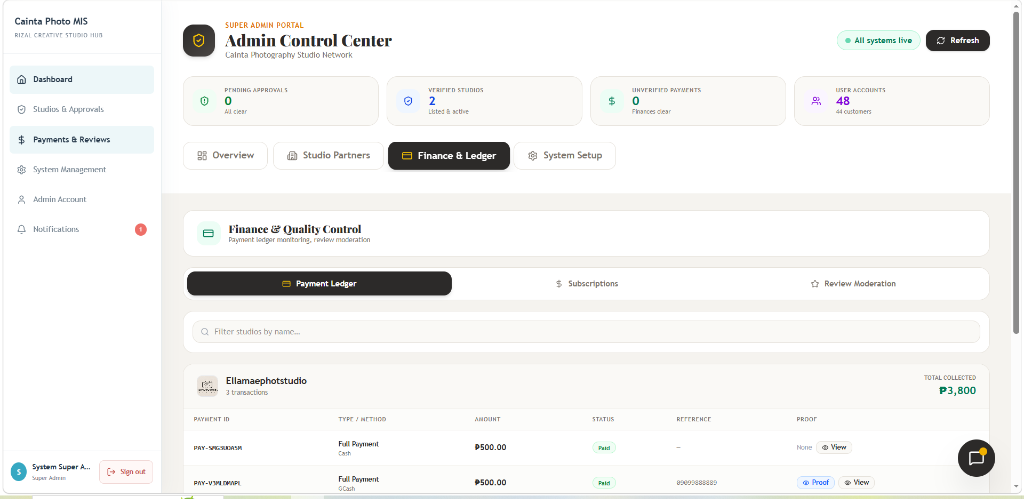 Cainta Photo MIS
RIZAL CREATIVE STUDIO HUB
Dashboard
Studios & Approvals
Payments & Reviews
System Management
Admin Account
Notifications
S
System Super A...
Super Admin
Sign out
SUPER ADMIN PORTAL
Admin Control Center
Cainta Photography Studio Network
All systems live
Refresh
PENDING APPROVALS
0
All clear
VERIFIED STUDIOS
2
Listed & active
UNVERIFIED PAYMENTS
0
Finances clear
USER ACCOUNTS
48
44 customers
Overview
Studio Partners
Finance & Ledger
System Setup
Finance & Quality Control
Payment ledger monitoring, review moderation
Payment Ledger
Subscriptions
Review Moderation
Filter studios by name...
Ellamaephotstudio
3 transactions
TOTAL COLLECTED
₱3,800
PAYMENT ID TYPE / METHOD AMOUNT STATUS REFERENCE PROOF
PAY-SMG3UOASM Full Payment ₱500.00 Paid — None View
Cash
PAY-V3MLDMAPL Full Payment ₱500.00 Paid 09099888889 Proof View
GCash